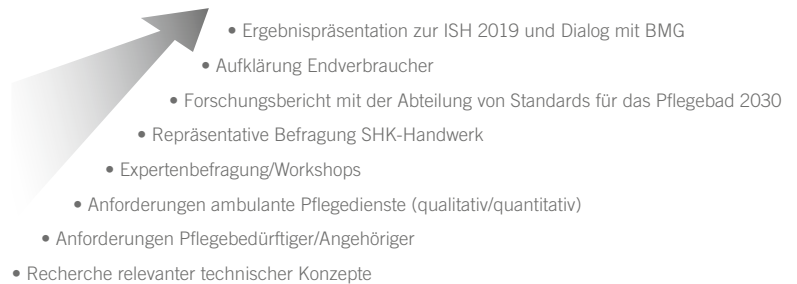 • Ergebnispräsentation zur ISH 2019 und Dialog mit BMG
• Aufklärung Endverbraucher
• Forschungsbericht mit der Abteilung von Standards für das Pflegebad 2030
• Repräsentative Befragung SHK-Handwerk
• Expertenbefragung/Workshops
• Anforderungen ambulante Pflegedienste (qualitativ/quantitativ)
• Anforderungen Pflegebedürftiger/Angehöriger
• Recherche relevanter technischer Konzepte